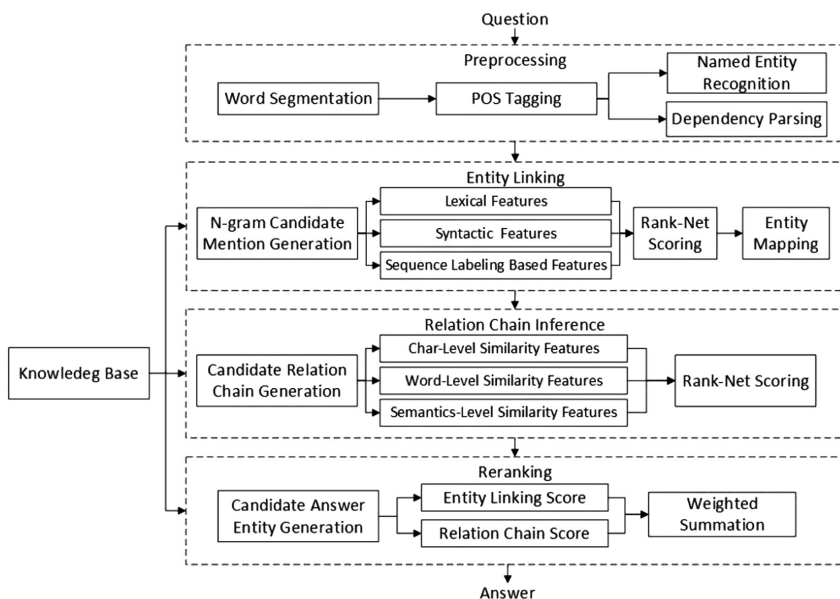 Question
Preprocessing
Word Segmentation
POS Tagging
Named Entity
Recognition
Dependency Parsing
Entity Linking
N-gram Candidate
Mention Generation
Lexical Features
Syntactic Features
Sequence Labeling Based Features
Rank-Net
Scoring
Entity
Mapping
Knowledeg Base
Relation Chain Inference
Candidate Relation
Chain Generation
Char-Level Similarity Features
Word-Level Similarity Features
Semantics-Level Similarity Features
Rank-Net Scoring
Reranking
Candidate Answer
Entity Generation
Entity Linking Score
Relation Chain Score
Weighted
Summation
Answer